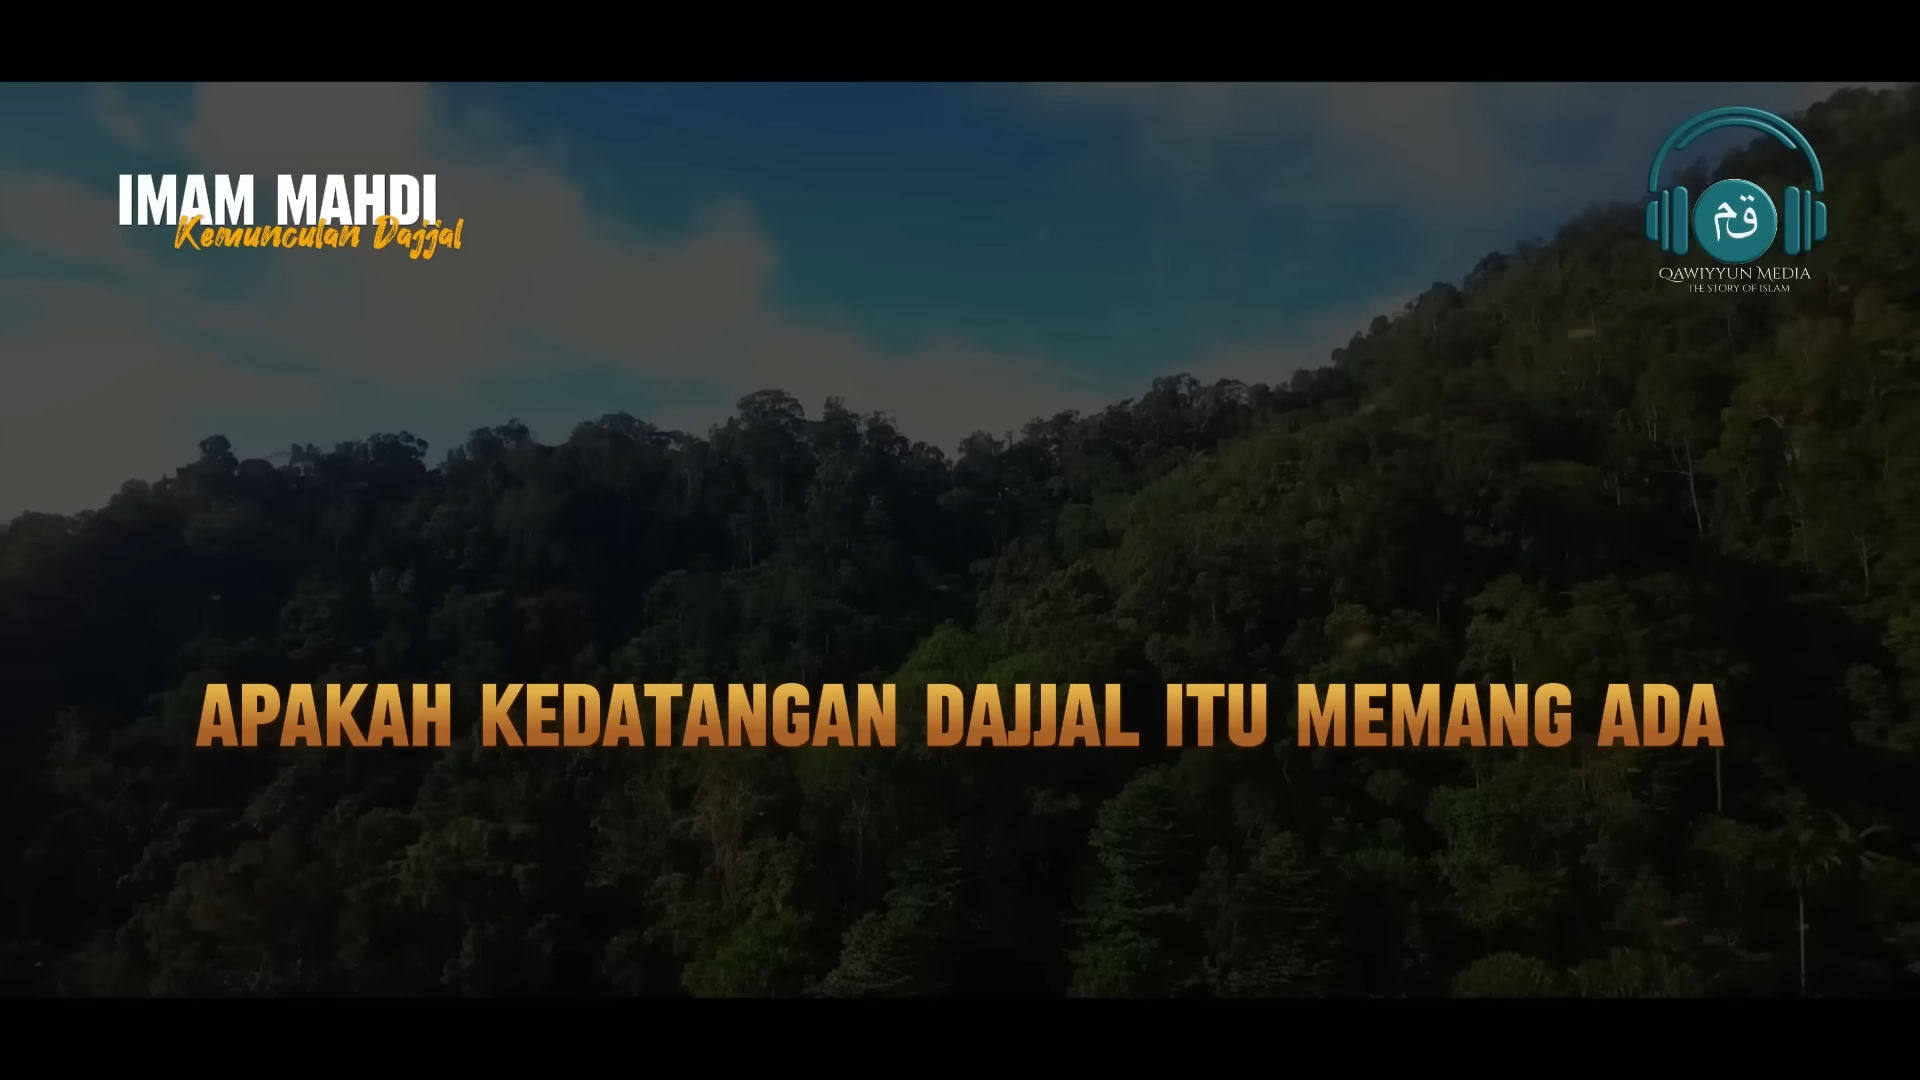 IMAM MAHDI
Kemunculan Dajjal
قم
QAWIYYUN MEDIA
THE STORY OF ISLAM
APAKAH KEDATANGAN DAJJAL ITU MEMANG ADA